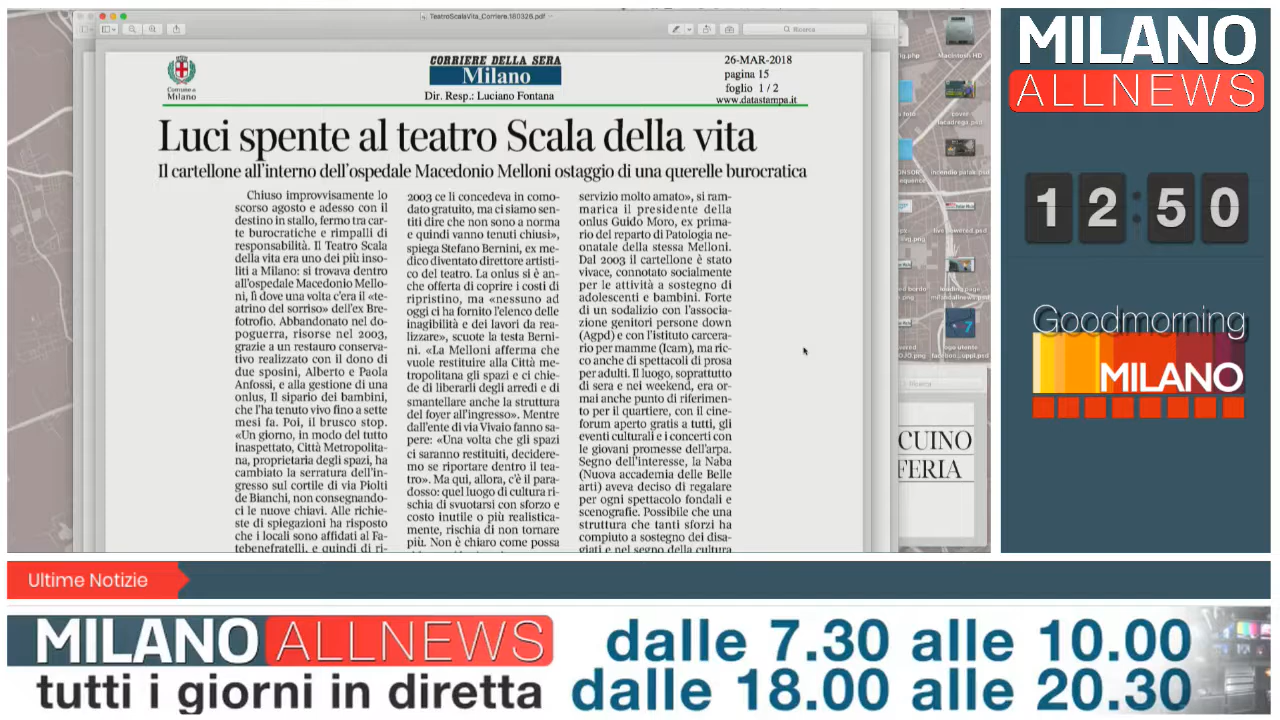 TeatroScalaVita_Corriere.180326.pdf
Ricerca
Comune
Milano
CORRIERE DELLA SERA
Milano
Dir. Resp.: Luciano Fontana
26-MAR-2018
pagina 15
foglio 1 / 2
www.datastampa.it
Luci spente al teatro Scala della vita
Il cartellone all'interno dell'ospedale Macedonio Melloni ostaggio di una querelle burocratica
Chiuso improvvisamente lo
scorso agosto e adesso con il
destino in stallo, fermo tra car-
te burocratiche e rimpalli di
responsabilità. Il Teatro Scala
della vita era uno dei più inso-
liti a Milano: si trovava dentro
all'ospedale Macedonio Mello-
ni, lì dove una volta c'era il «te-
atrino del sorriso» dell'ex Bre-
fotrofio. Abbandonato nel do-
poguerra, risorse nel 2003,
grazie a un restauro conserva-
tivo realizzato con il dono di
due sposini, Alberto e Paola
Anfossi, e alla gestione di una
onlus, Il sipario dei bambini,
che l'ha tenuto vivo fino a sette
mesi fa. Poi, il brusco stop.
«Un giorno, in modo del tutto
inaspettato, Città Metropolita-
na, proprietaria degli spazi, ha
cambiato la serratura dell'in-
gresso sul cortile di via Piolti
de Bianchi, non consegnando-
ci le nuove chiavi. Alle richie-
ste di spiegazioni ha risposto
che i locali sono affidati al Fa-
tebenefratelli, e quindi di ri-
2003 ce li concedeva in como-
dato gratuito, ma ci siamo sen-
titi dire che non sono a norma
e quindi vanno tenuti chiusi»,
spiega Stefano Bernini, ex me-
dico diventato direttore artisti-
co del teatro. La onlus si è an-
che offerta di coprire i costi di
ripristino, ma «nessuno ad
oggi ci ha fornito l'elenco delle
inagibilità e dei lavori da rea-
lizzare», scuote la testa Berni-
ni. «La Melloni afferma che
vuole restituire alla Città me-
tropolitana gli spazi e ci chie-
de di liberarli degli arredi e di
smantellare anche la struttura
del foyer all'ingresso». Mentre
dall'ente di via Vivaio fanno sa-
pere: «Una volta che gli spazi
ci saranno restituiti, decidere-
mo se riportare dentro il tea-
tro». Ma qui, allora, c'è il para-
dosso: quel luogo di cultura ri-
schia di svuotarsi con sforzo e
costo inutile o più realistica-
mente, rischia di non tornare
più. Non è chiaro come possa
servizio molto amato», si ram-
marica il presidente della
onlus Guido Moro, ex prima-
rio del reparto di Patologia neo-
natale della stessa Melloni.
Dal 2003 il cartellone è stato
vivace, connotato socialmente
per le attività a sostegno di
adolescenti e bambini. Forte
di un sodalizio con l'associa-
zione genitori persone down
(Agpd) e con l'istituto carcera-
rio per mamme (Icam), ma ric-
co anche di spettacoli di prosa
per adulti. Il luogo, soprattutto
di sera e nei weekend, era or-
mai anche punto di riferimen-
to per il quartiere, con il cine-
forum aperto gratis a tutti, gli
eventi culturali e i concerti con
le giovani promesse dell'arpa.
Segno dell'interesse, la Naba
(Nuova accademia delle Belle
arti) aveva deciso di regalare
per ogni spettacolo fondali e
scenografie. Possibile che una
struttura che tanti sforzi ha
compiuto a sostegno dei disa-
giati e nel segno della cultura
Macintosh HD
Ricerca
CUINO
FERIA
MILANO
ALLNEWS
12:50
Goodmorning
MILANO
Ultime Notizie
MILANO ALLNEWS
tutti i giorni in diretta
dalle 7.30 alle 10.00
dalle 18.00 alle 20.30